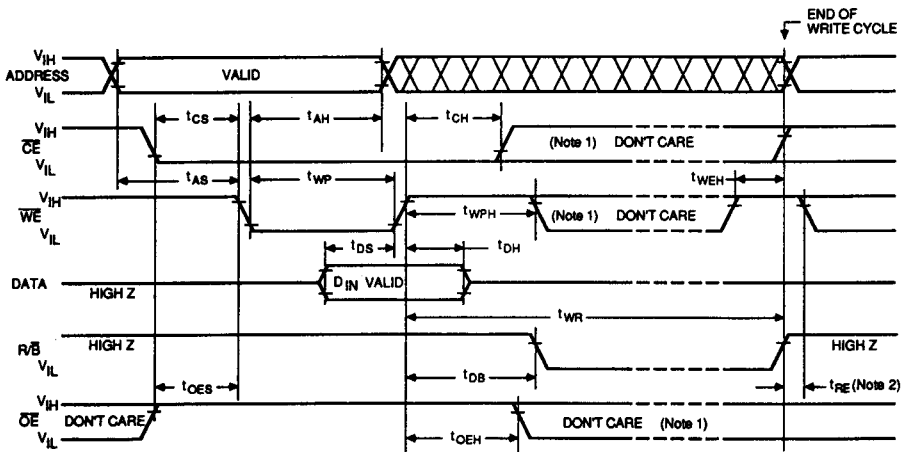 END OF
WRITE CYCLE
VIH
ADDRESS
VIL
VALID
tCS
tAH
tCH
VIH
CE
VIL
(Note 1) DON'T CARE
tAS
tWP
tWEH
VIH
WE
VIL
tWPH
(Note 1) DON'T CARE
tDS
tDH
DATA
HIGH Z
DIN VALID
tWR
R/B
HIGH Z
VIL
HIGH Z
tOES
tDB
tRE (Note 2)
VIH
OE
VIL
DON'T CARE
DON'T CARE (Note 1)
tOEH